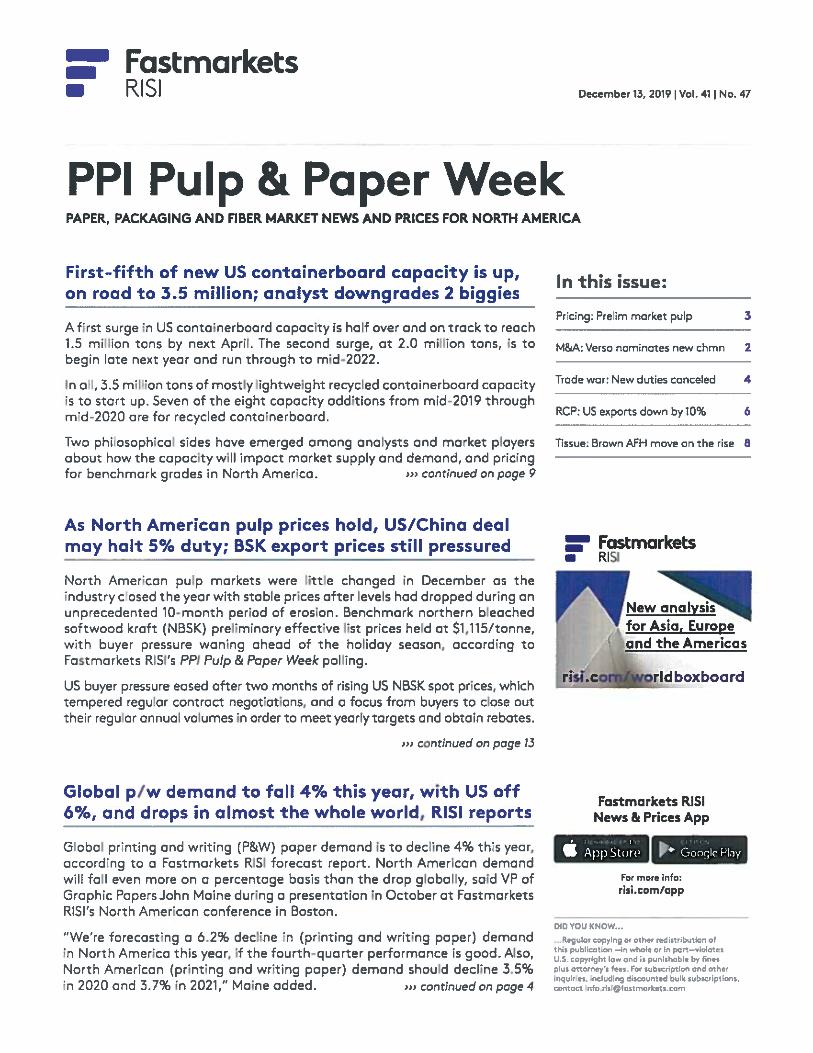 Fastmarkets
RISI
December 13, 2019 | Vol. 41 | No. 47
PPI Pulp & Paper Week
PAPER, PACKAGING AND FIBER MARKET NEWS AND PRICES FOR NORTH AMERICA
First-fifth of new US containerboard capacity is up,
on road to 3.5 million; analyst downgrades 2 biggies
A first surge in US containerboard capacity is half over and on track to reach
1.5 million tons by next April. The second surge, at 2.0 million tons, is to
begin late next year and run through to mid-2022.
In all, 3.5 million tons of mostly lightweight recycled containerboard capacity
is to start up. Seven of the eight capacity additions from mid-2019 through
mid-2020 are for recycled containerboard.
Two philosophical sides have emerged among analysts and market players
about how the capacity will impact market supply and demand, and pricing
for benchmark grades in North America. ››› continued on page 9
As North American pulp prices hold, US/China deal
may halt 5% duty; BSK export prices still pressured
North American pulp markets were little changed in December as the
industry closed the year with stable prices after levels had dropped during an
unprecedented 10-month period of erosion. Benchmark northern bleached
softwood kraft (NBSK) preliminary effective list prices held at $1,115/tonne,
with buyer pressure waning ahead of the holiday season, according to
Fastmarkets RISI's PPI Pulp & Paper Week polling.
US buyer pressure eased after two months of rising US NBSK spot prices, which
tempered regular contract negotiations, and a focus from buyers to close out
their regular annual volumes in order to meet yearly targets and obtain rebates.
››› continued on page 13
Global p/w demand to fall 4% this year, with US off
6%, and drops in almost the whole world, RISI reports
Global printing and writing (P&W) paper demand is to decline 4% this year,
according to a Fastmarkets RISI forecast report. North American demand
will fall even more on a percentage basis than the drop globally, said VP of
Graphic Papers John Maine during a presentation in October at Fastmarkets
RISI's North American conference in Boston.
"We're forecasting a 6.2% decline in (printing and writing paper) demand
in North America this year, if the fourth-quarter performance is good. Also,
North American (printing and writing paper) demand should decline 3.5%
in 2020 and 3.7% in 2021," Maine added. ››› continued on page 4
In this issue:
Pricing: Prelim market pulp 3
M&A: Verso nominates new chmn 2
Trade war: New duties canceled 4
RCP: US exports down by 10% 6
Tissue: Brown AFH move on the rise 8
Fastmarkets
RISI
New analysis
for Asia, Europe
and the Americas
risi.com/worldboxboard
Fastmarkets RISI
News & Prices App
App Store
Google Play
For more info:
risi.com/app
DID YOU KNOW...
...Regular copying or other redistribution of
this publication —in whole or in part—violates
U.S. copyright law and is punishable by fines
plus attorney's fees. For subscription and other
inquiries, including discounted bulk subscriptions,
contact info.risi@fastmarkets.com